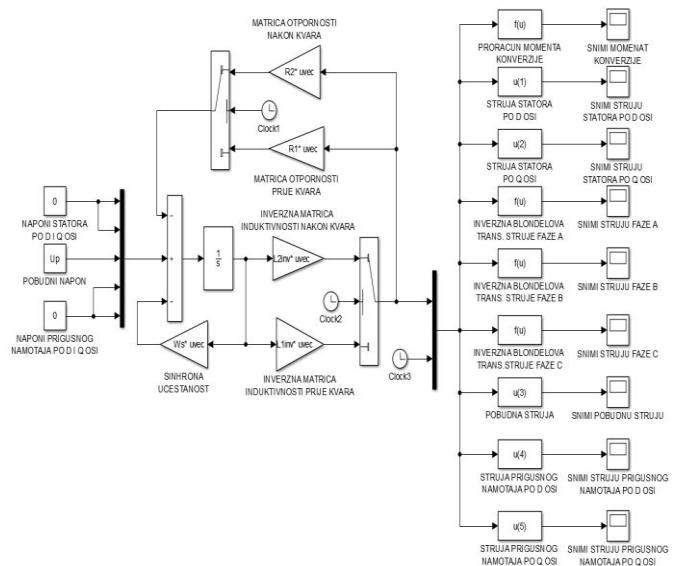 MATRICA OTPORNOSTI
NAKON KVARA
R2* uvec
Clock1
R1* uvec
MATRICA OTPORNOSTI
PRIJE KVARA
0
NAPONI STATORA
PO D I Q OSI
Up
POBUDNI NAPON
0
NAPONI PRIGUSNOG
NAMOTAJA PO D I Q OSI
−
+
−
1
s
INVERZNA MATRICA
INDUKTIVNOSTI NAKON KVARA
L2inv* uvec
Clock2
Ws* uvec
SINHRONA
UCESTANOST
L1inv* uvec
INVERZNA MATRICA
INDUKTIVNOSTI PRIJE KVARA
Clock3
f(u)
PRORACUN MOMENTA
KONVERZIJE
SNIMI MOMENAT
KONVERZIJE
u(1)
STRUJA STATORA
PO D OSI
SNIMI STRUJU
STATORA PO D OSI
u(2)
STRUJA STATORA
PO Q OSI
SNIMI STRUJU
STATORA PO Q OSI
f(u)
INVERZNA BLONDELOVA
TRANS. STRUJE FAZE A
SNIMI STRUJU FAZE A
f(u)
INVERZNA BLONDELOVA
TRANS. STRUJE FAZE B
SNIMI STRUJU FAZE B
f(u)
INVERZNA BLONDELOVA
TRANS. STRUJE FAZE C
SNIMI STRUJU FAZE C
u(3)
POBUDNA STRUJA
SNIMI POBUDNU STRUJU
u(4)
STRUJA PRIGUSNOG
NAMOTAJA PO D OSI
SNIMI STRUJU PRIGUSNOG
NAMOTAJA PO D OSI
u(5)
STRUJA PRIGUSNOG
NAMOTAJA PO Q OSI
SNIMI STRUJU PRIGUSNOG
NAMOTAJA PO Q OSI